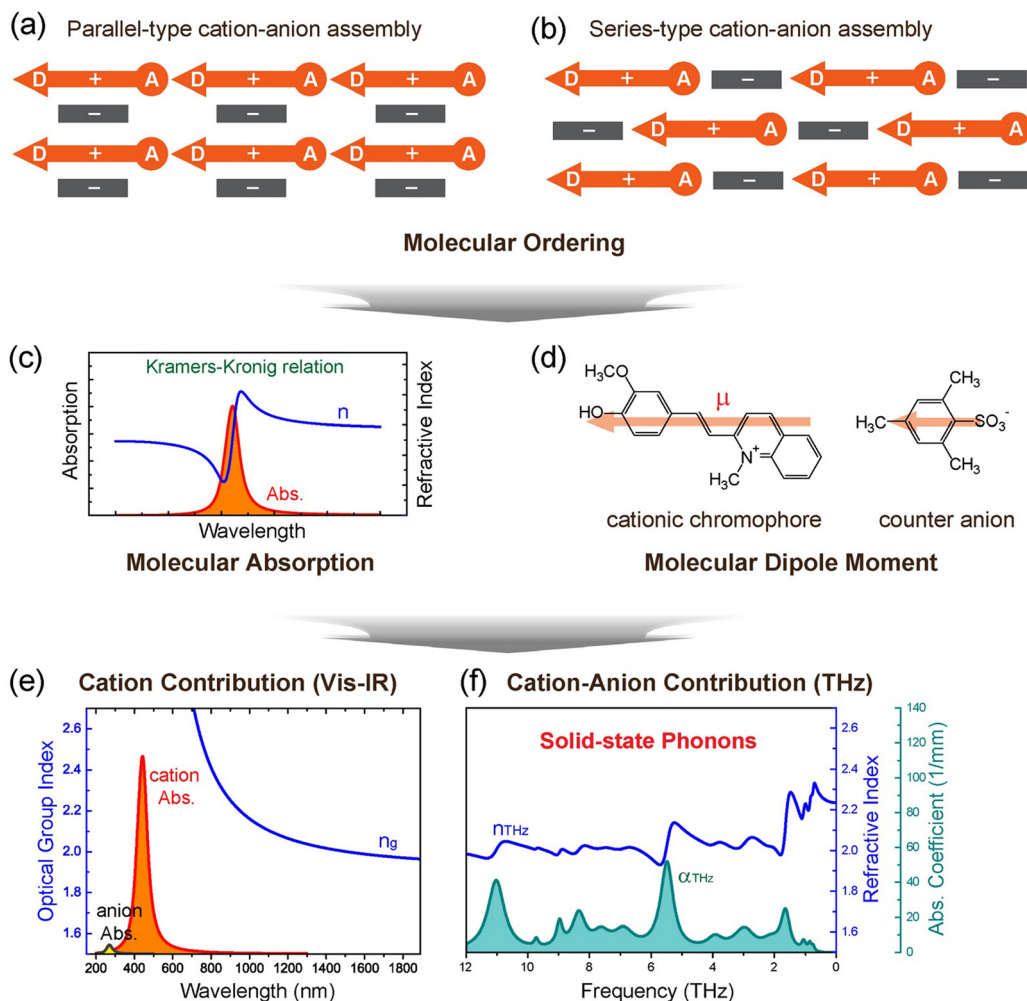 (a) Parallel-type cation-anion assembly
D + A D + A D + A
− − −
D + A D + A D + A
− − −
(b) Series-type cation-anion assembly
D + A − D + A −
− D + A − D + A
D + A − D + A −
Molecular Ordering
(c)
Kramers-Kronig relation
n
Abs.
Absorption
Refractive Index
Wavelength
Molecular Absorption
(d)
H₃CO
HO
μ
N⁺
H₃C
CH₃
H₃C
SO₃⁻
CH₃
cationic chromophore
counter anion
Molecular Dipole Moment
(e) Cation Contribution (Vis-IR)
2.6
2.4
2.2
2.0
1.8
1.6
Optical Group Index
cation
Abs.
anion
Abs.
ng
200 400 600 800 1000 1200 1400 1600 1800
Wavelength (nm)
(f) Cation-Anion Contribution (THz)
Solid-state Phonons
nTHz
αTHz
2.6
2.4
2.2
2.0
1.8
1.6
Refractive Index
140
120
100
80
60
40
20
0
Abs. Coefficient (1/mm)
12 10 8 6 4 2 0
Frequency (THz)